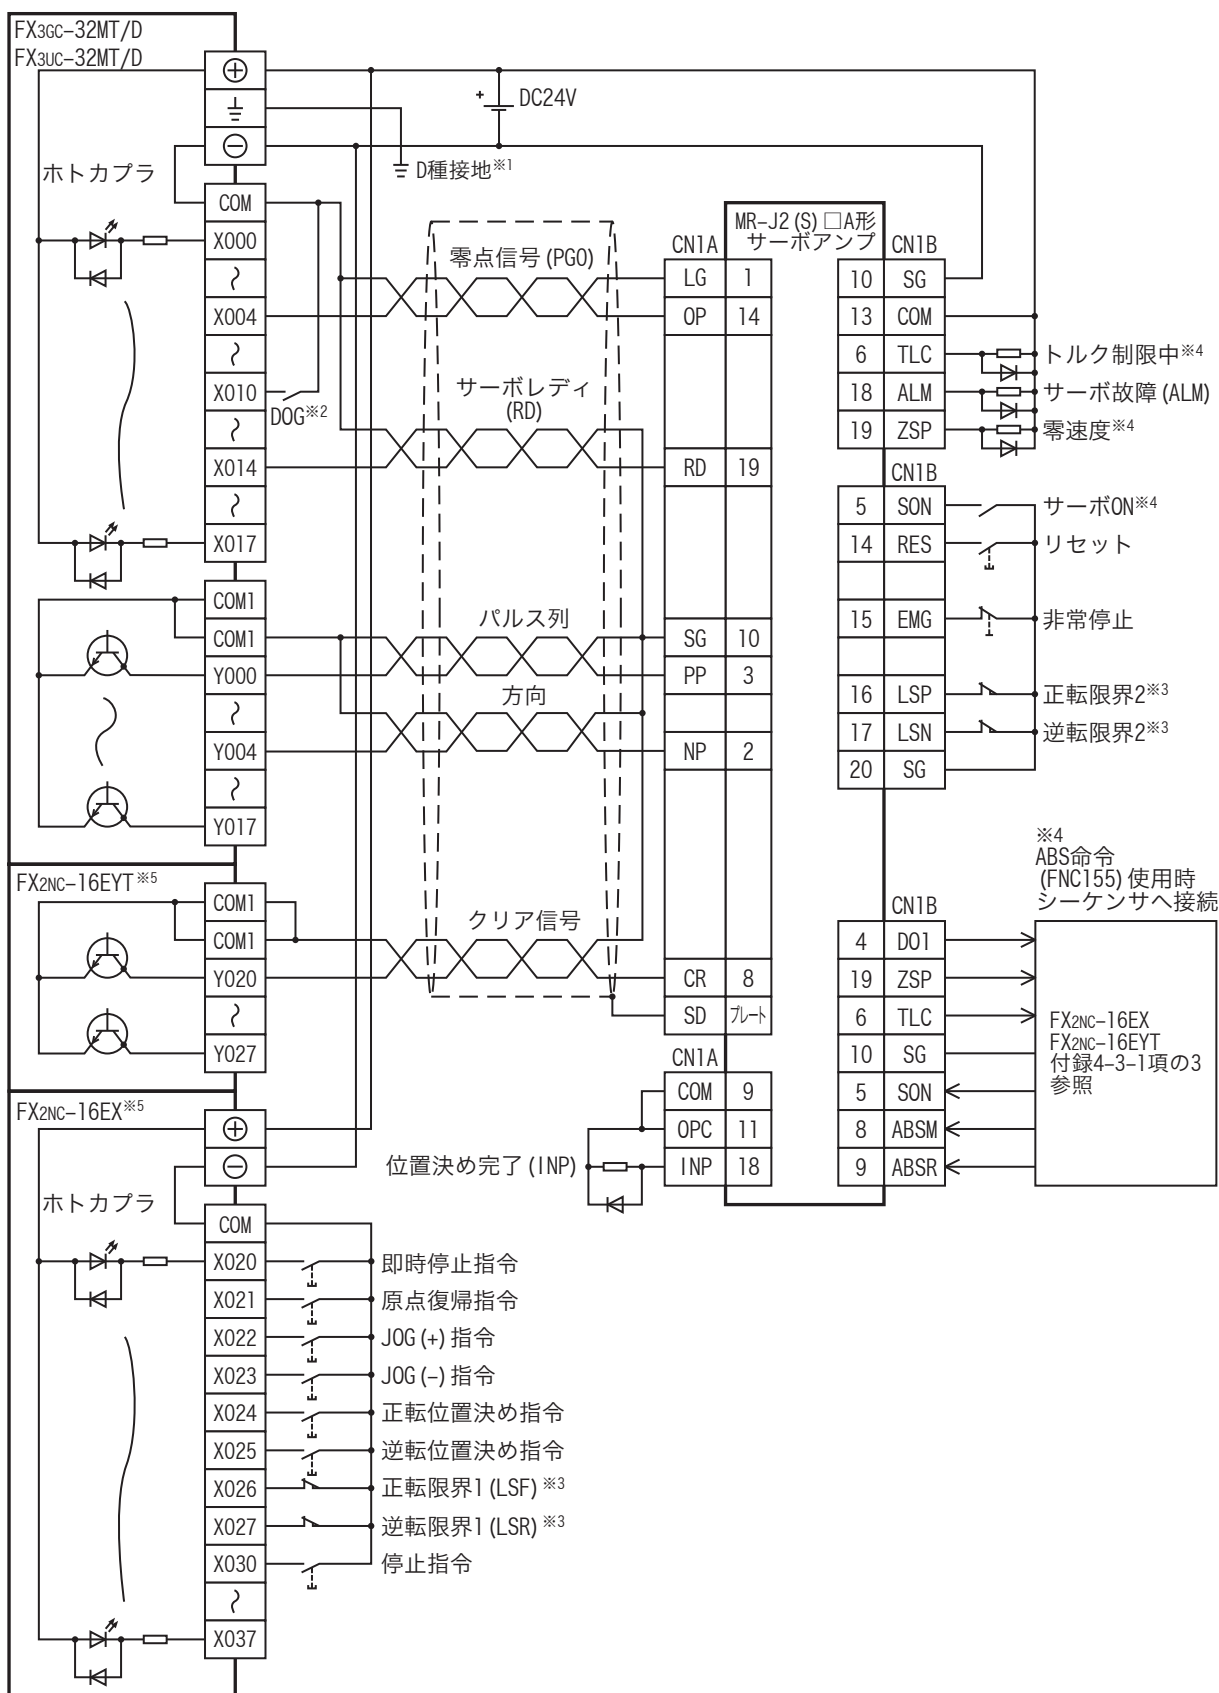 FX3GC-32MT/D
FX3UC-32MT/D
⊕
⊖
DC24V
+
D種接地※1
ホトカプラ
COM
X000
X004
X010
X014
X017
DOG※2
COM1
COM1
Y000
Y004
Y017
零点信号(PG0)
サーボレディ
(RD)
パルス列
方向
クリア信号
MR-J2(S)□A形
サーボアンプ
CN1A
LG 1
OP 14
RD 19
SG 10
PP 3
NP 2
CR 8
SD プレート
CN1A
COM 9
OPC 11
INP 18
位置決め完了(INP)
CN1B
10 SG
13 COM
6 TLC
18 ALM
19 ZSP
トルク制限中※4
サーボ故障(ALM)
零速度※4
CN1B
5 SON
14 RES
15 EMG
16 LSP
17 LSN
20 SG
サーボON※4
リセット
非常停止
正転限界2※3
逆転限界2※3
CN1B
4 DO1
19 ZSP
6 TLC
10 SG
5 SON
8 ABSM
9 ABSR
※4
ABS命令
(FNC155)使用時
シーケンサへ接続
FX2NC-16EX
FX2NC-16EYT
付録4-3-1項の3
参照
FX2NC-16EYT※5
COM1
COM1
Y020
Y027
FX2NC-16EX※5
⊕
⊖
ホトカプラ
COM
X020 即時停止指令
X021 原点復帰指令
X022 JOG(+)指令
X023 JOG(-)指令
X024 正転位置決め指令
X025 逆転位置決め指令
X026 正転限界1(LSF)※3
X027 逆転限界1(LSR)※3
X030 停止指令
X037